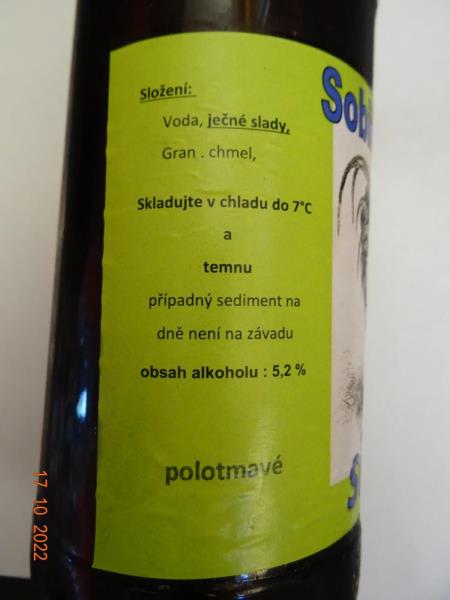 Složení:
Voda, ječné slady,
Gran . chmel,
Skladujte v chladu do 7°C
a
temnu
případný sediment na
dně není na závadu
obsah alkoholu : 5,2 %
polotmavé
17 10 2022